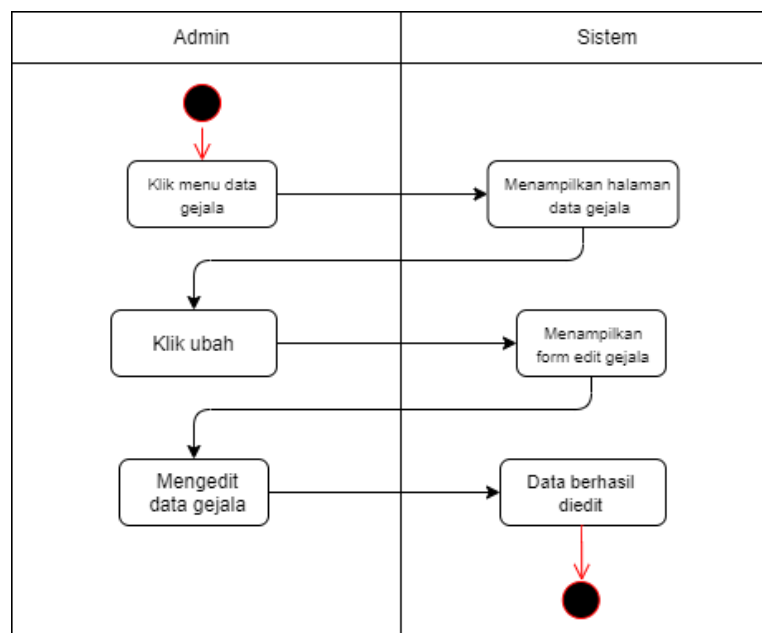 Admin
Sistem
Klik menu data
gejala
Menampilkan halaman
data gejala
Klik ubah
Menampilkan
form edit gejala
Mengedit
data gejala
Data berhasil
diedit